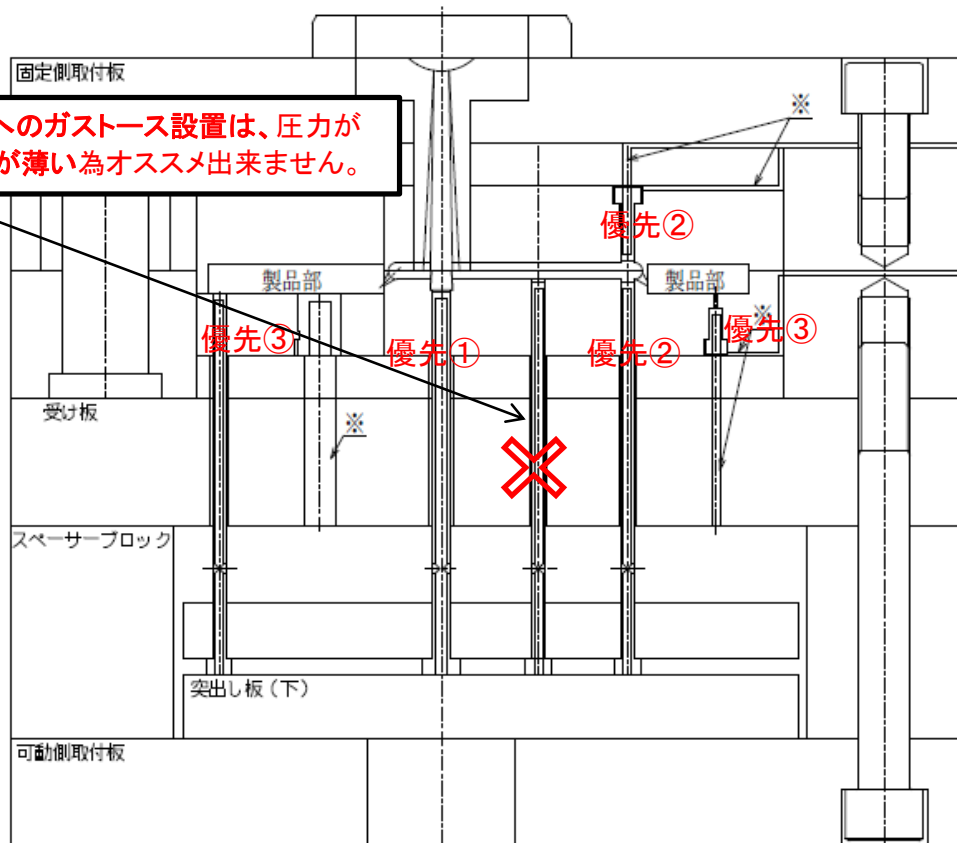 固定側取付板
へのガストース設置は、圧力が
が薄い為オススメ出来ません。
※
優先②
製品部
製品部
※
優先③
優先①
優先②
優先③
受け板
※
スペーサーブロック
突出し板（下）
可動側取付板